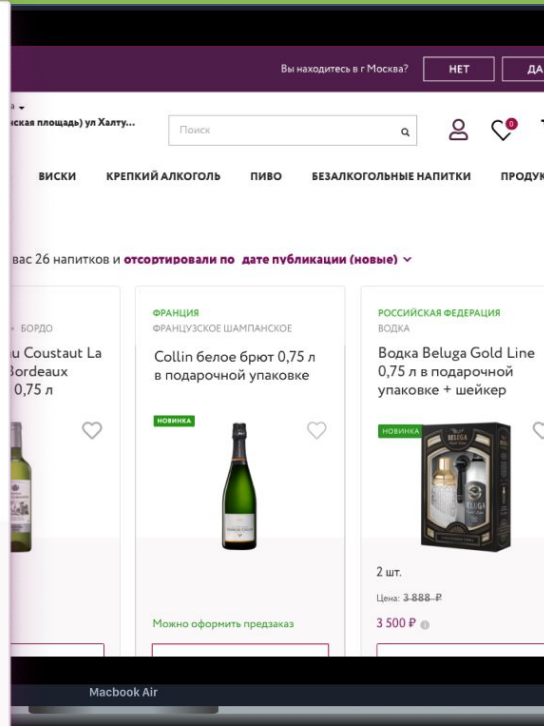 Вы находитесь в г Москва?
НЕТ
ДА
ская площадь) ул Халту...
Поиск
0
ВИСКИ
КРЕПКИЙ АЛКОГОЛЬ
ПИВО
БЕЗАЛКОГОЛЬНЫЕ НАПИТКИ
ПРОДУК
вас 26 напитков и отсортировали по дате публикации (новые)
БОРДО
u Coustaut La
Bordeaux
0,75 л
ФРАНЦИЯ
ФРАНЦУЗСКОЕ ШАМПАНСКОЕ
Collin белое брют 0,75 л
в подарочной упаковке
НОВИНКА
Можно оформить предзаказ
РОССИЙСКАЯ ФЕДЕРАЦИЯ
ВОДКА
Водка Beluga Gold Line
0,75 л в подарочной
упаковке + шейкер
НОВИНКА
BELUGA
2 шт.
Цена: 3 888 ₽
3 500 ₽
Macbook Air